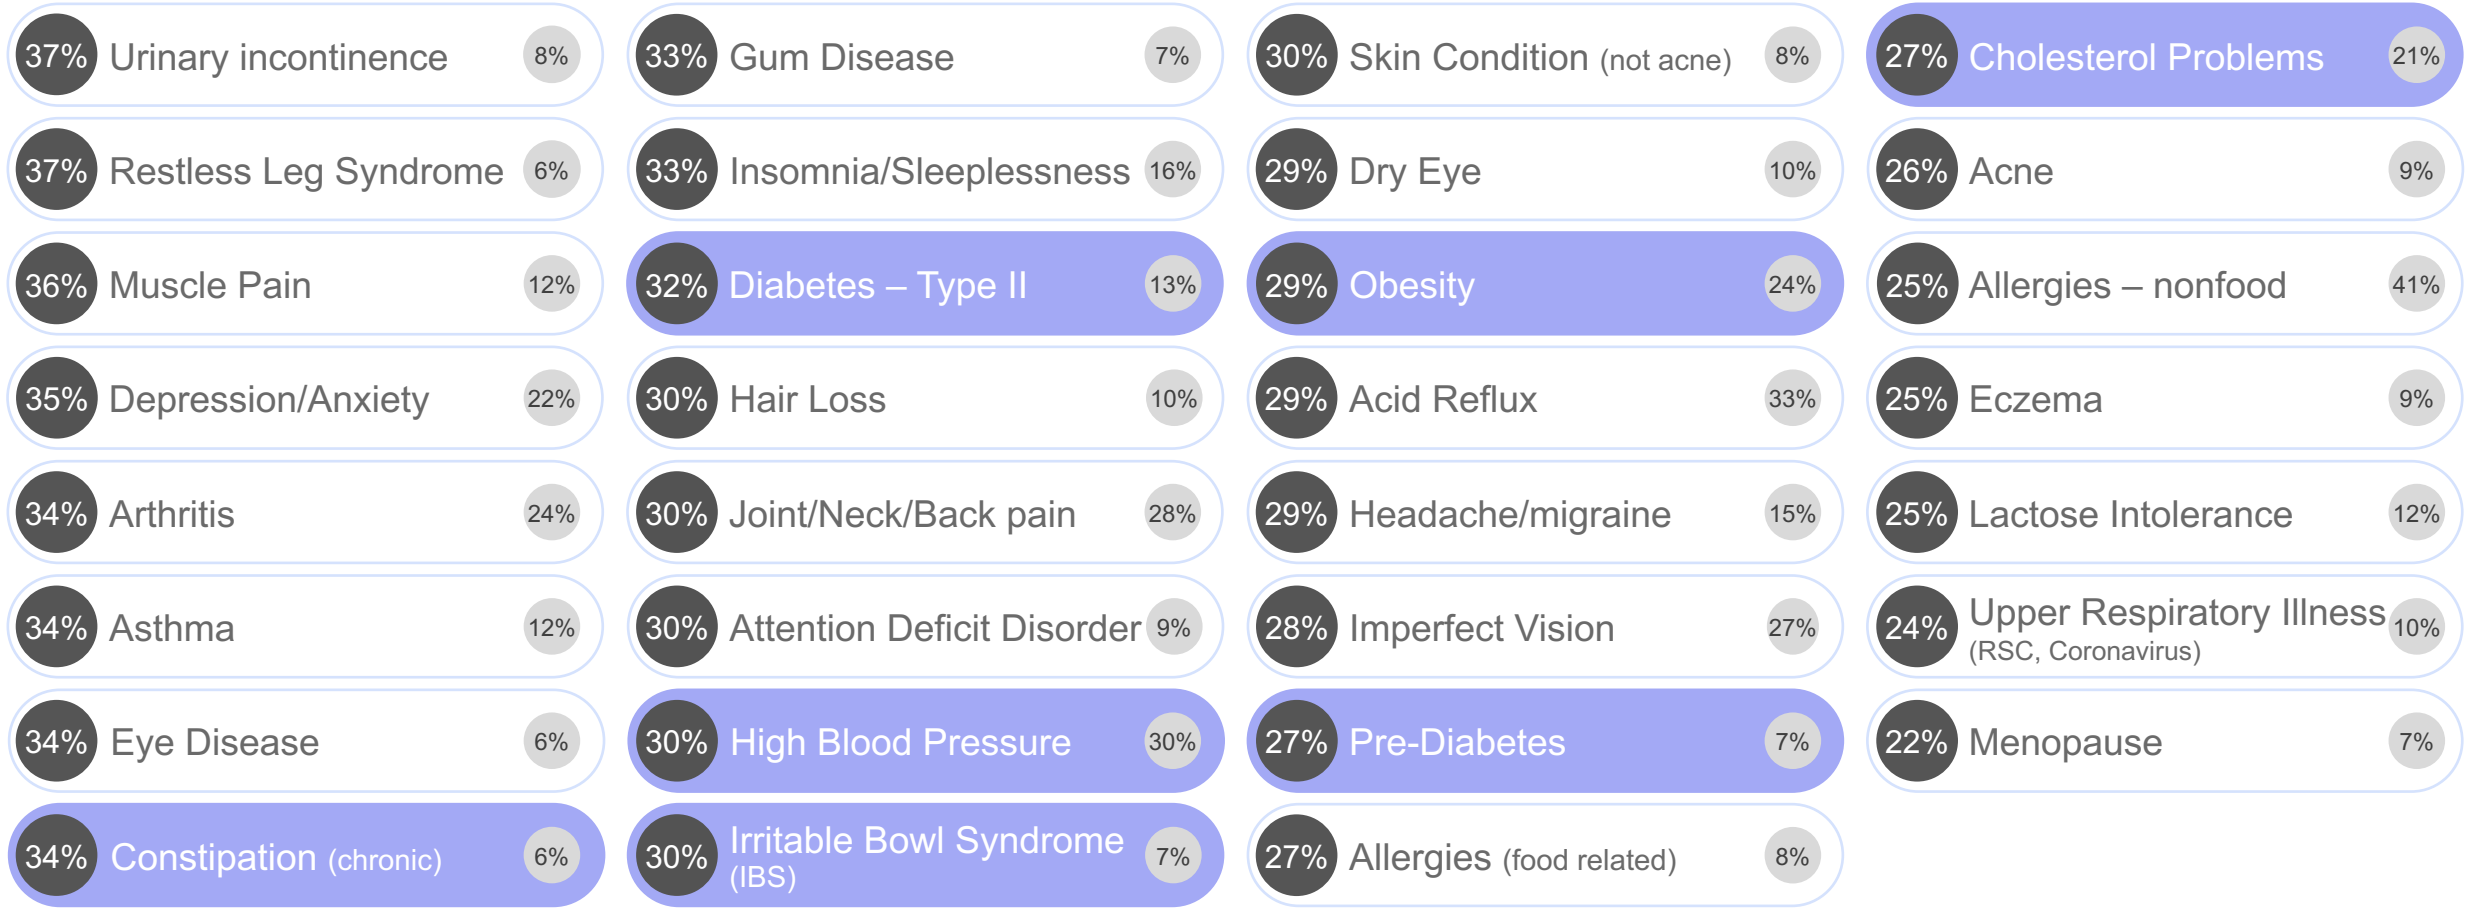 37% Urinary incontinence 8%
37% Restless Leg Syndrome 6%
36% Muscle Pain 12%
35% Depression/Anxiety 22%
34% Arthritis 24%
34% Asthma 12%
34% Eye Disease 6%
34% Constipation (chronic) 6%
33% Gum Disease 7%
33% Insomnia/Sleeplessness 16%
32% Diabetes – Type II 13%
30% Hair Loss 10%
30% Joint/Neck/Back pain 28%
30% Attention Deficit Disorder 9%
30% High Blood Pressure 30%
30% Irritable Bowl Syndrome 7%
(IBS)
30% Skin Condition (not acne) 8%
29% Dry Eye 10%
29% Obesity 24%
29% Acid Reflux 33%
29% Headache/migraine 15%
28% Imperfect Vision 27%
27% Pre-Diabetes 7%
27% Allergies (food related) 8%
27% Cholesterol Problems 21%
26% Acne 9%
25% Allergies – nonfood 41%
25% Eczema 9%
25% Lactose Intolerance 12%
24% Upper Respiratory Illness 10%
(RSC, Coronavirus)
22% Menopause 7%